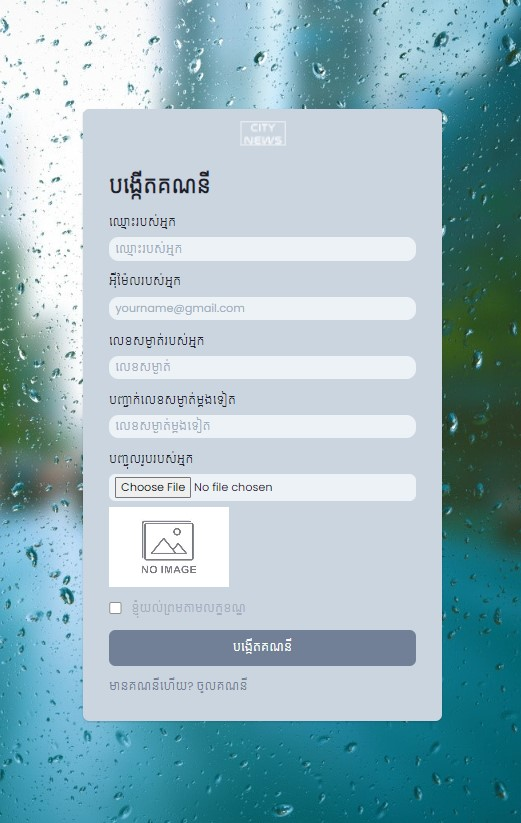 CITY
NEWS
បង្កើតគណនី
ឈ្មោះរបស់អ្នក
ឈ្មោះរបស់អ្នក
អ៊ីម៉ែលរបស់អ្នក
yourname@gmail.com
លេខសម្ងាត់របស់អ្នក
លេខសម្ងាត់
បញ្ជាក់លេខសម្ងាត់ម្ដងទៀត
លេខសម្ងាត់ម្ដងទៀត
បញ្ចូលរូបរបស់អ្នក
Choose File No file chosen
NO IMAGE
ខ្ញុំយល់ព្រមតាមលក្ខខណ្ឌ
បង្កើតគណនី
មានគណនីហើយ? ចូលគណនី